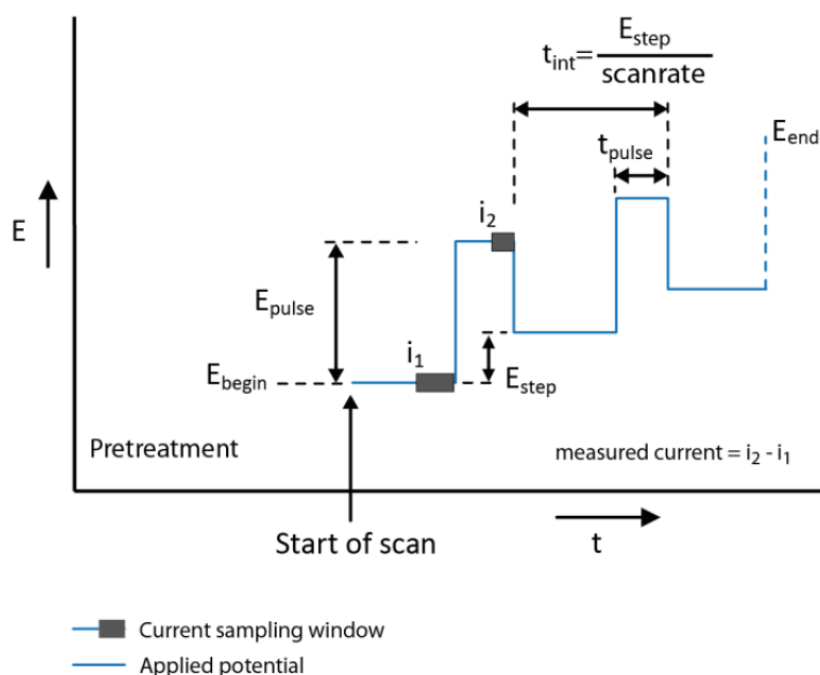 t_int = E_step / scanrate
E_end
t_pulse
E
i_2
E_pulse
i_1
E_begin
E_step
Pretreatment
measured current = i_2 - i_1
Start of scan
t
Current sampling window
Applied potential